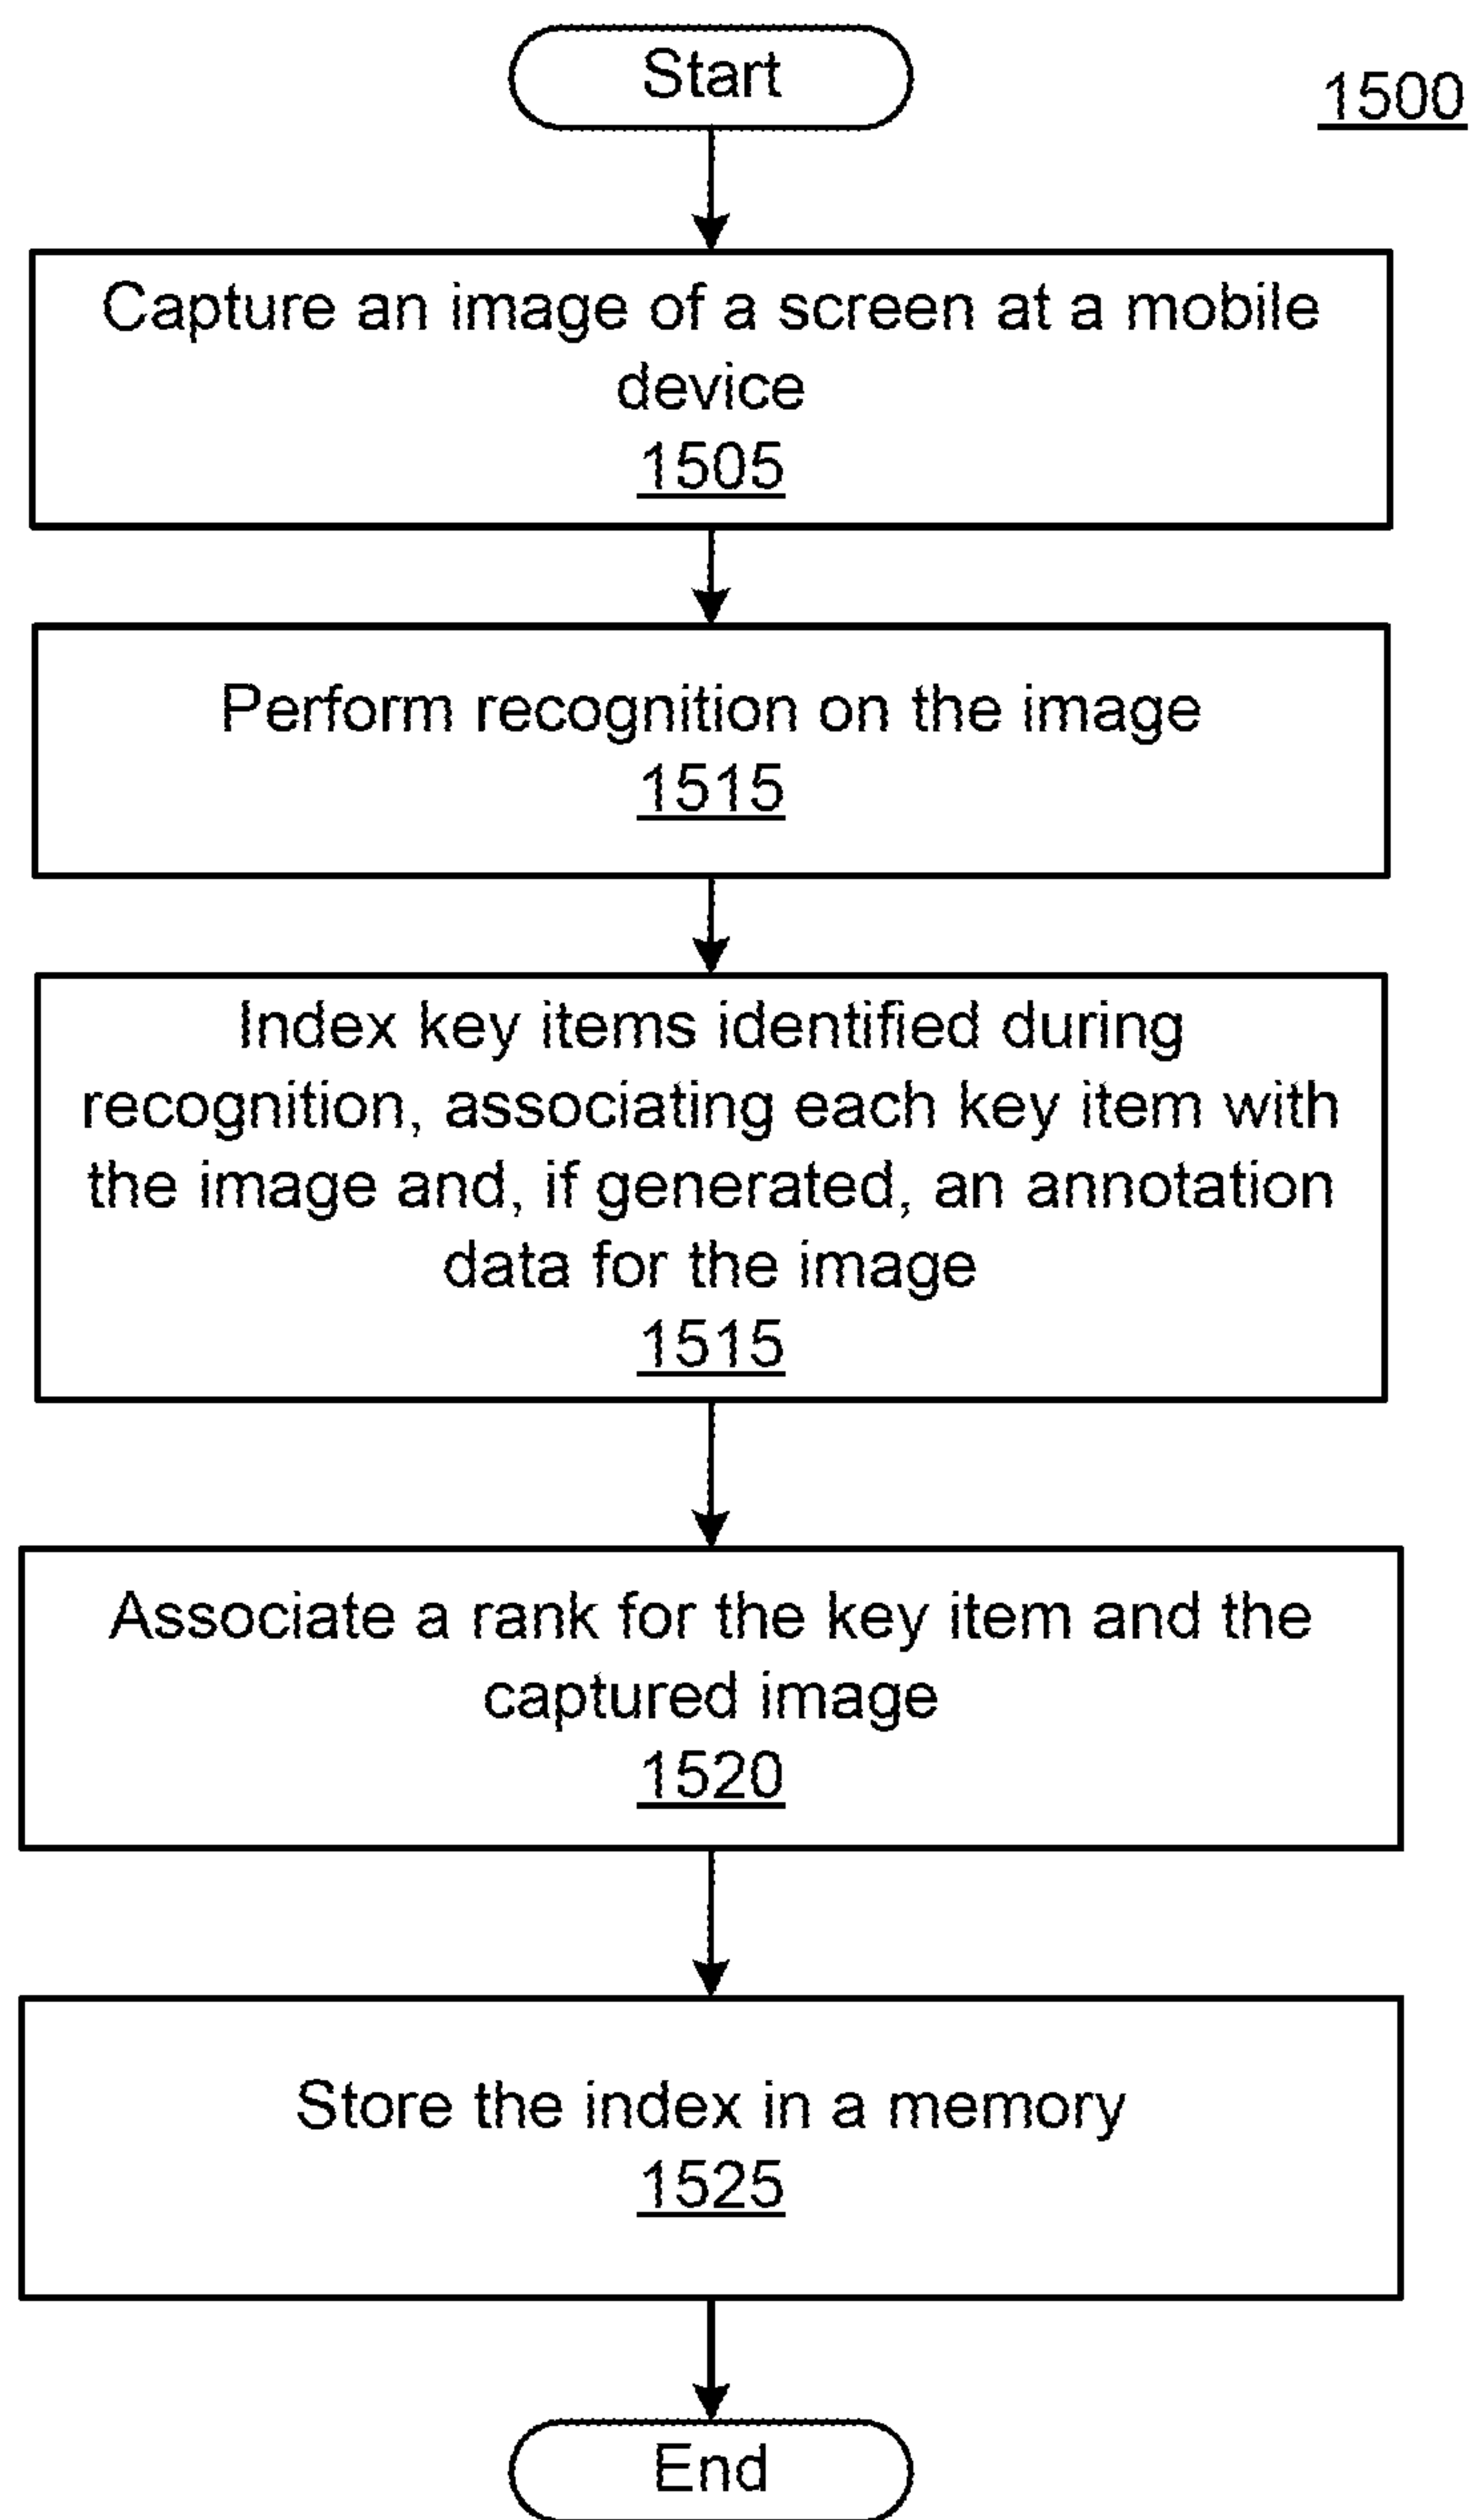 Start
1500
Capture an image of a screen at a mobile
device
1505
Perform recognition on the image
1515
Index key items identified during
recognition, associating each key item with
the image and, if generated, an annotation
data for the image
1515
Associate a rank for the key item and the
captured image
1520
Store the index in a memory
1525
End